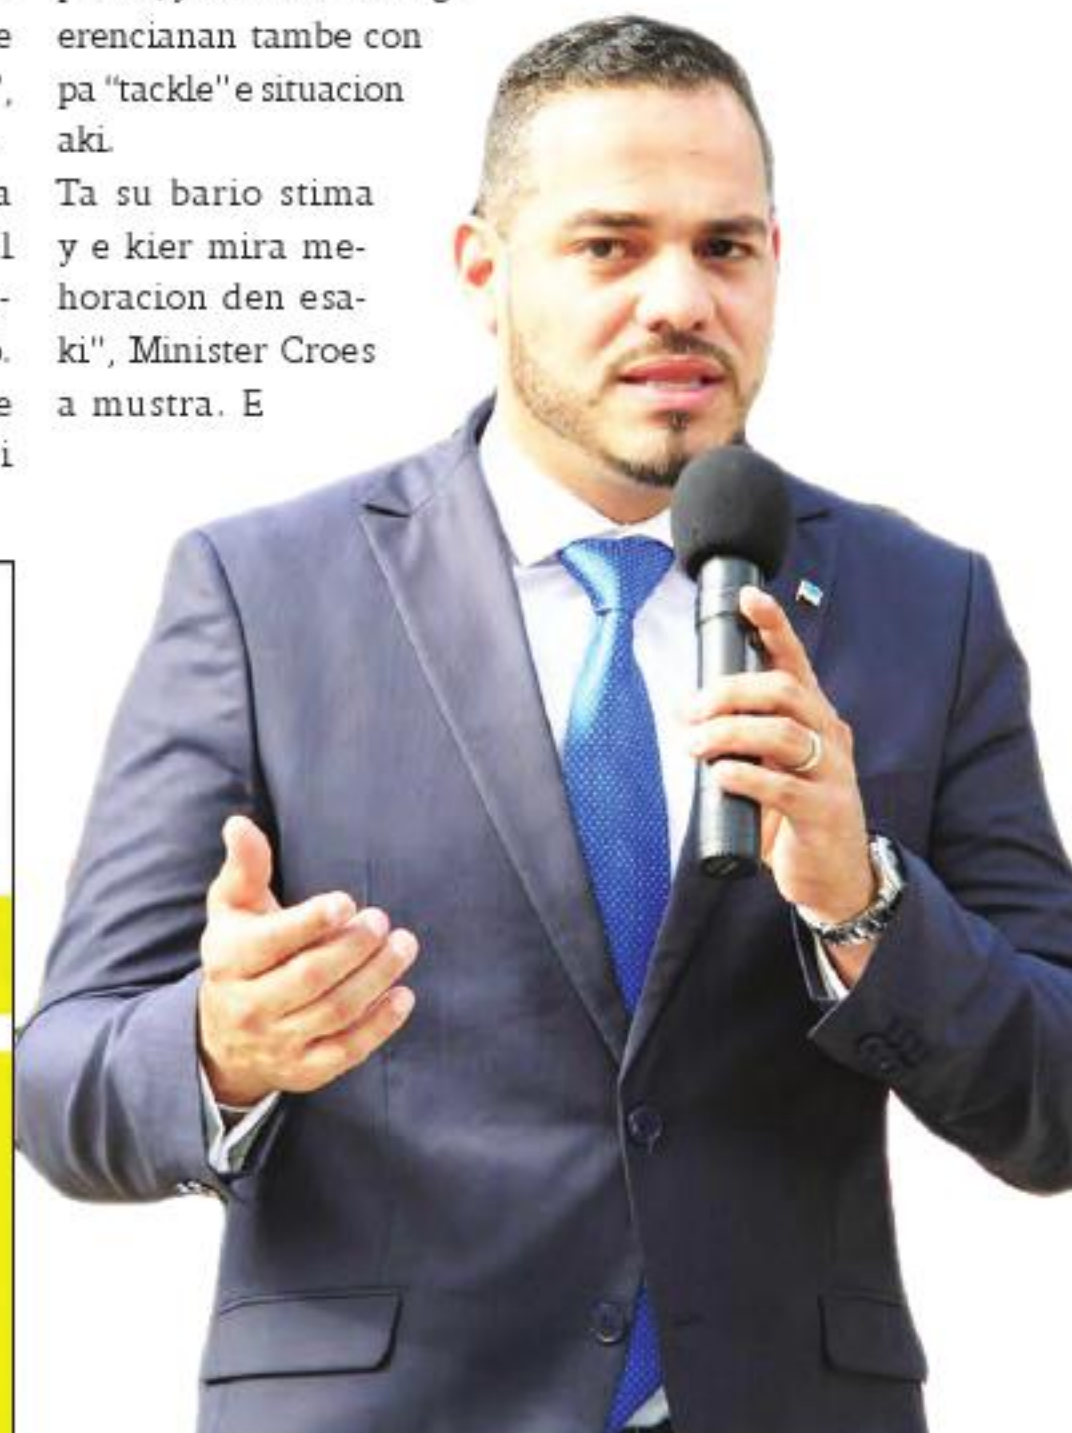 erencianan tambe con
pa “tackle" e situacion
aki.
Ta su bario stima
y e kier mira me-
horacion den esa-
ki", Minister Croes
a mustra. E